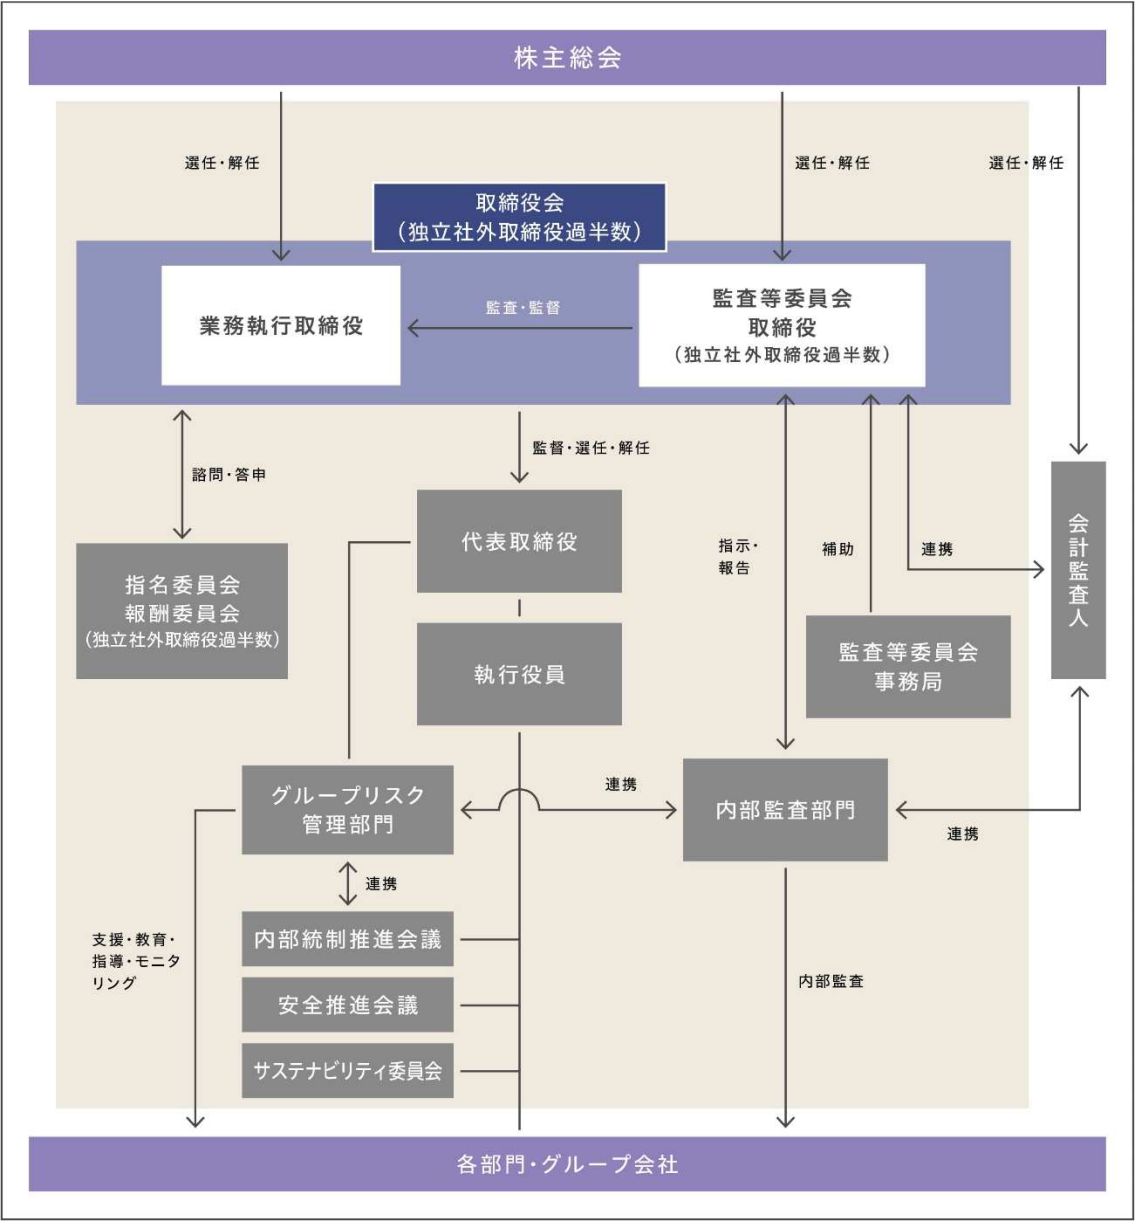 株主総会
選任・解任
選任・解任
選任・解任
取締役会
（独立社外取締役過半数）
業務執行取締役
監査・監督
監査等委員会
取締役
（独立社外取締役過半数）
諮問・答申
監督・選任・解任
指名委員会
報酬委員会
（独立社外取締役過半数）
代表取締役
執行役員
指示・
報告
補助
連携
会計監査人
監査等委員会
事務局
グループリスク
管理部門
連携
内部監査部門
連携
連携
内部統制推進会議
安全推進会議
サステナビリティ委員会
支援・教育・
指導・モニタ
リング
内部監査
各部門・グループ会社